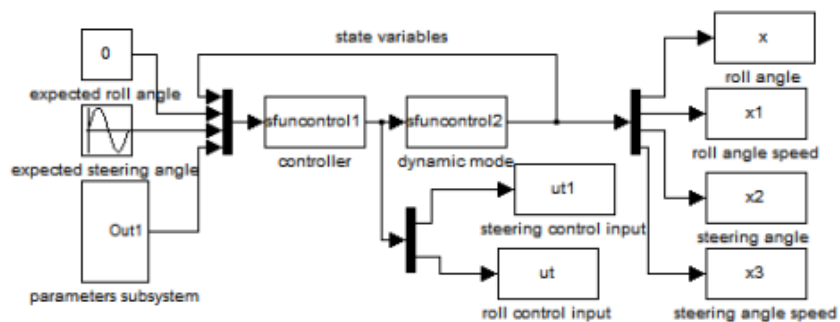 state variables
0
expected roll angle
expected steering angle
Out1
parameters subsystem
sfuncontrol1
controller
sfuncontrol2
dynamic mode
ut1
steering control input
ut
roll control input
x
roll angle
x1
roll angle speed
x2
steering angle
x3
steering angle speed